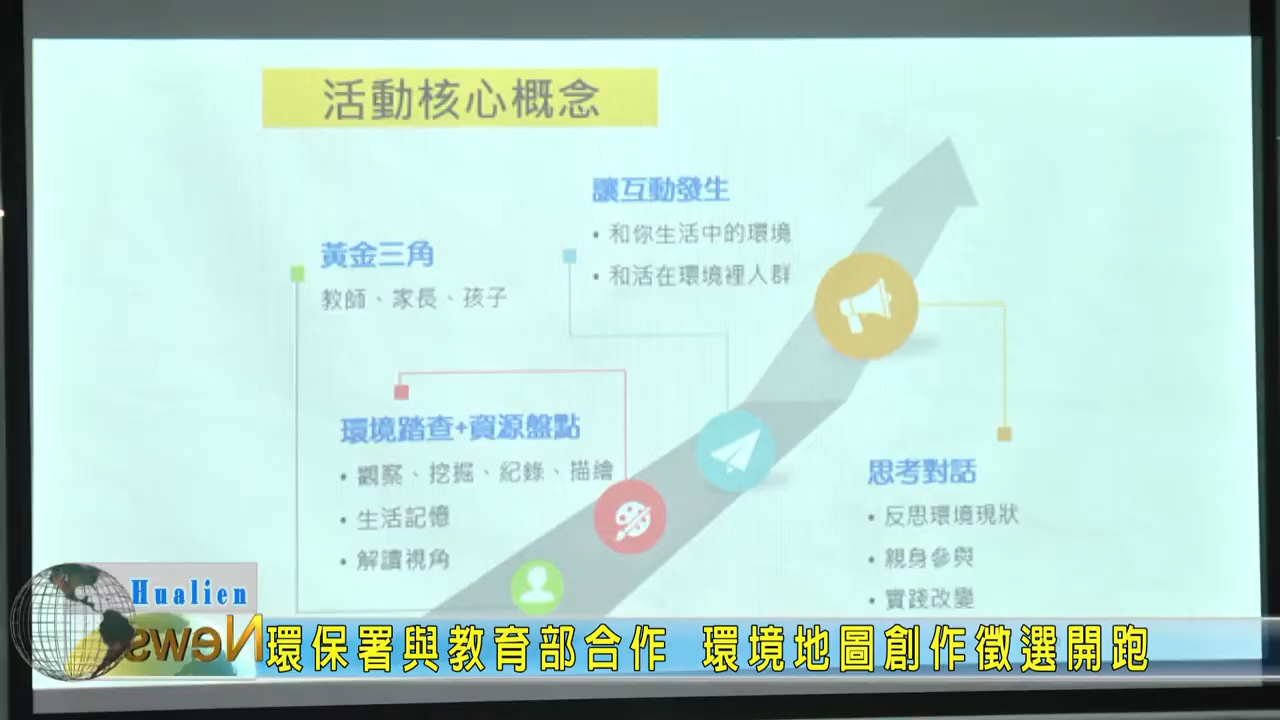 活動核心概念
讓互動發生
• 和你生活中的環境
• 和活在環境裡人群
黃金三角
教師、家長、孩子
環境踏查+資源盤點
• 觀察、挖掘、紀錄、描繪
• 生活記憶
• 解讀視角
思考對話
• 反思環境現狀
• 親身參與
• 實踐改變
Hualien
News
環保署與教育部合作 環境地圖創作徵選開跑